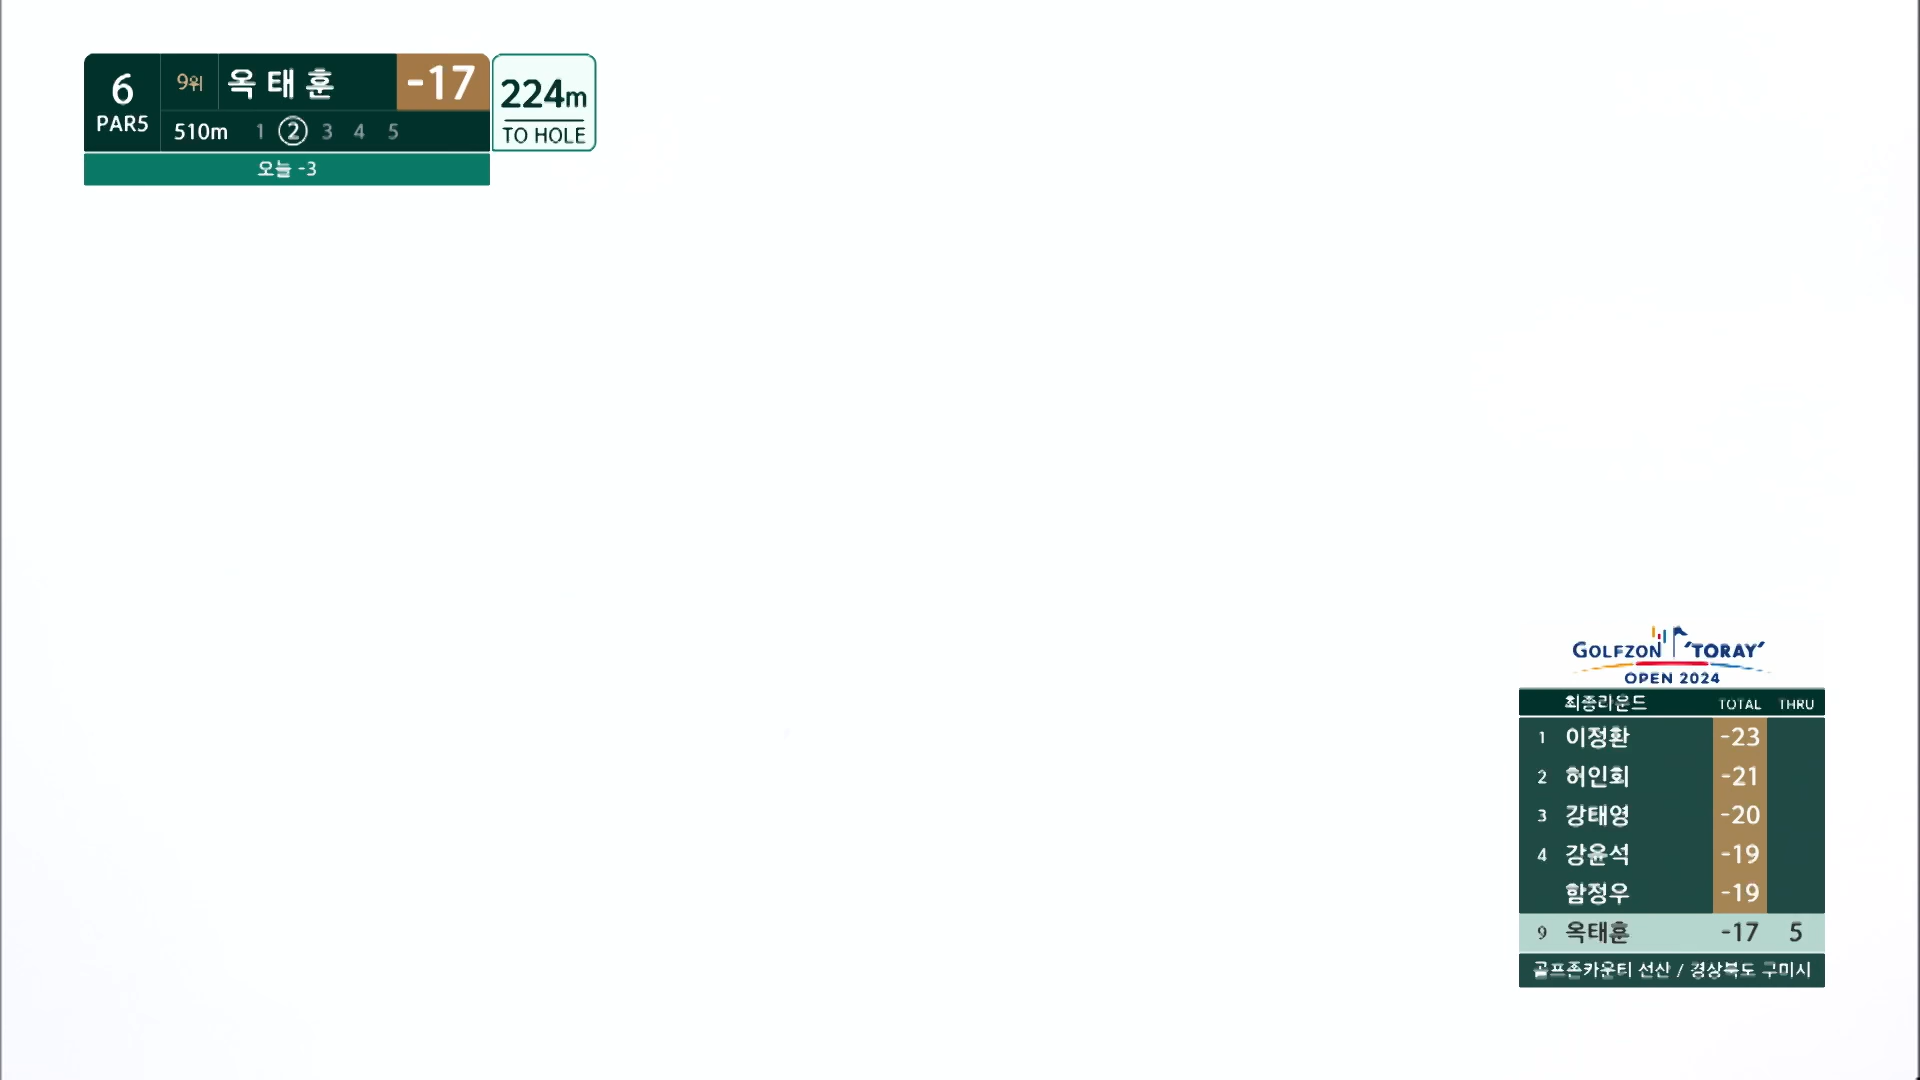 6
PAR5
9위 옥태훈 -17
510m 1 2 3 4 5
오늘 -3
224m
TO HOLE
GOLFZON 'TORAY'
OPEN 2024
최종라운드 TOTAL THRU
1 이정환 -23
2 허인회 -21
3 강태영 -20
4 강윤석 -19
함정우 -19
9 옥태훈 -17 5
골프존카운티 선산 / 경상북도 구미시